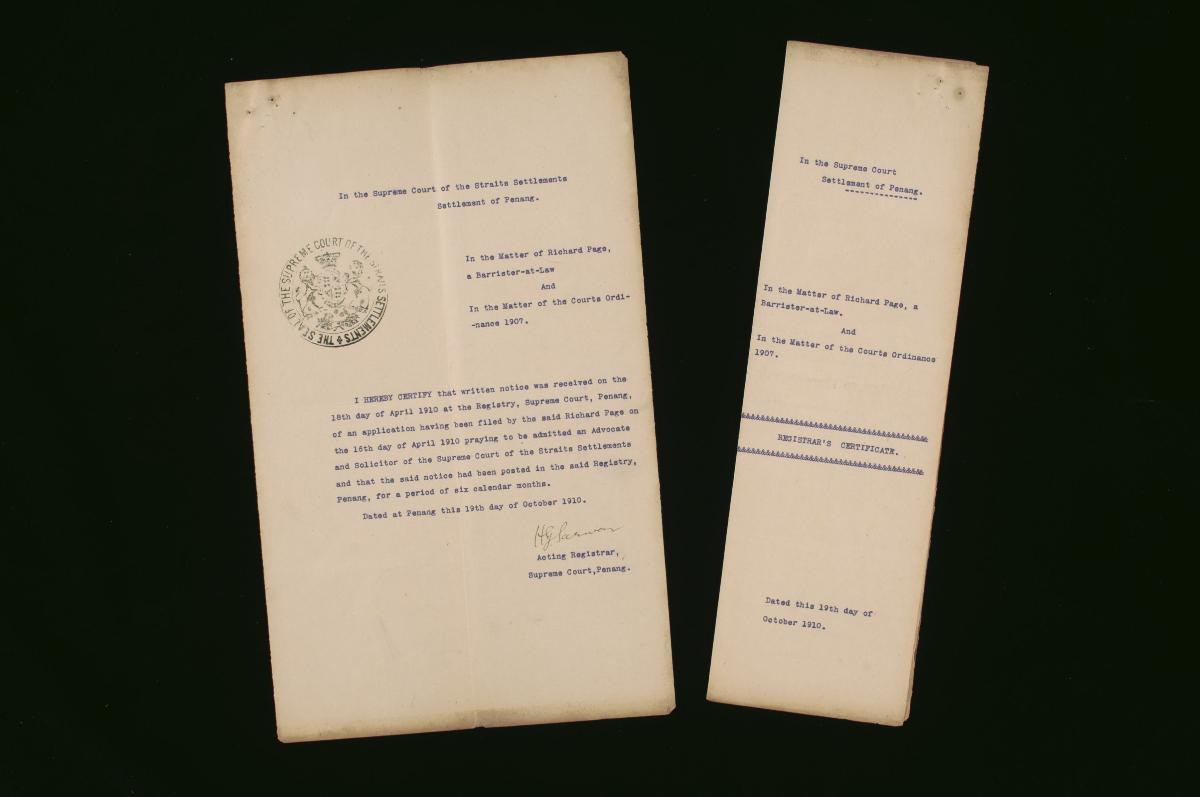 In the Supreme Court of the Straits Settlements
Settlement of Penang.
THE SEAL OF THE SUPREME COURT OF THE STRAITS SETTLEMENTS
In the Matter of Richard Page,
a Barrister-at-Law
And
In the Matter of the Courts Ordi-
-nance 1907.
I HEREBY CERTIFY that written notice was received on the
18th day of April 1910 at the Registry, Supreme Court, Penang,
of an application having been filed by the said Richard Page on
the 16th day of April 1910 praying to be admitted an Advocate
and Solicitor of the Supreme Court of the Straits Settlements
and that the said notice had been posted in the said Registry,
Penang, for a period of six calendar months.
Dated at Penang this 19th day of October 1910.
Acting Registrar,
Supreme Court,Penang.
In the Supreme Court
Settlement of Penang.
In the Matter of Richard Page, a
Barrister-at-Law.
And
In the Matter of the Courts Ordinance
1907.
REGISTRAR'S CERTIFICATE.
Dated this 19th day of
October 1910.